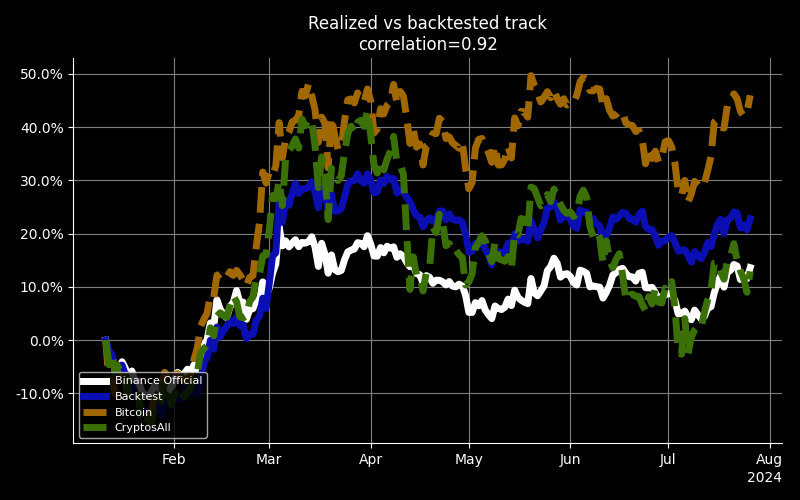 Realized vs backtested track
correlation=0.92
50.0%
40.0%
30.0%
20.0%
10.0%
0.0%
-10.0%
Binance Official
Backtest
Bitcoin
CryptosAll
Feb
Mar
Apr
May
Jun
Jul
Aug
2024